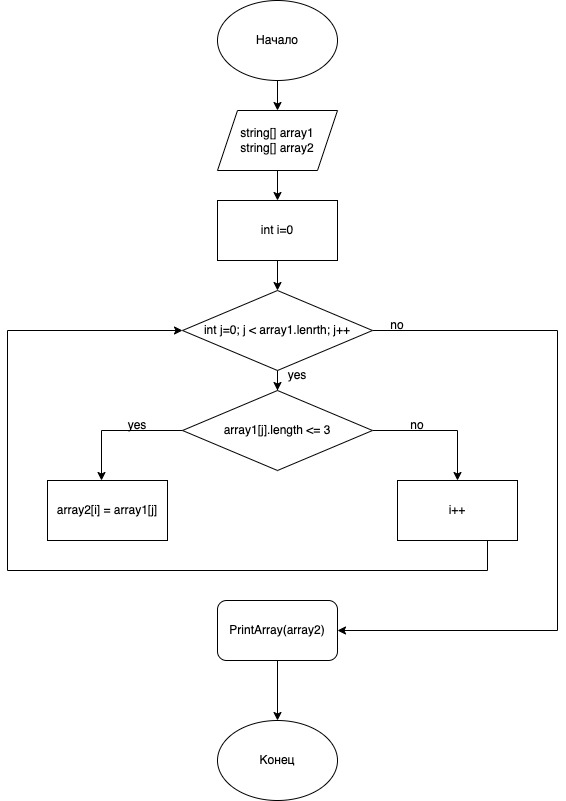 Начало
string[] array1
string[] array2
int i=0
int j=0; j < array1.lenrth; j++
no
yes
array1[j].length <= 3
yes
no
array2[i] = array1[j]
i++
PrintArray(array2)
Конец